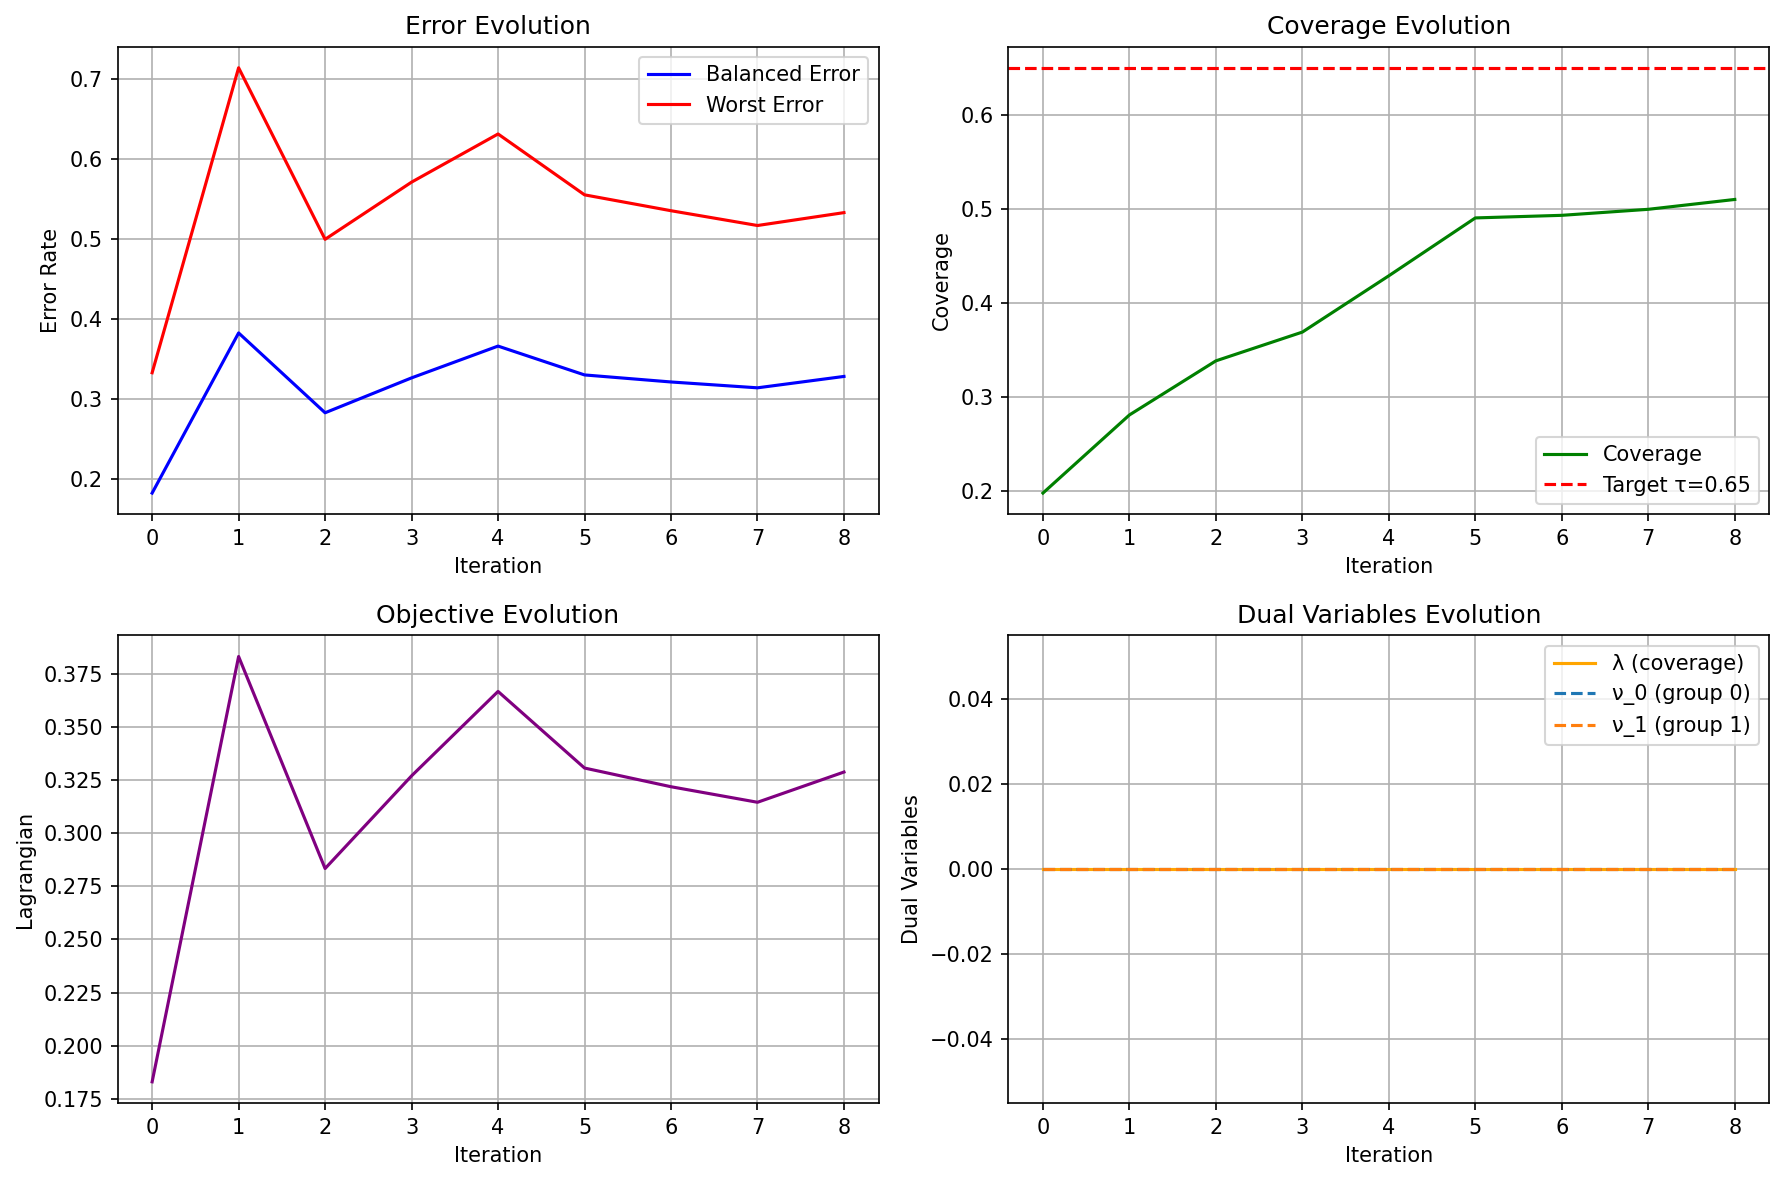 Error Evolution
Error Rate
0.7
0.6
0.5
0.4
0.3
0.2
Balanced Error
Worst Error
0 1 2 3 4 5 6 7 8
Iteration
Coverage Evolution
Coverage
0.6
0.5
0.4
0.3
0.2
Coverage
Target τ=0.65
0 1 2 3 4 5 6 7 8
Iteration
Objective Evolution
Lagrangian
0.375
0.350
0.325
0.300
0.275
0.250
0.225
0.200
0.175
0 1 2 3 4 5 6 7 8
Iteration
Dual Variables Evolution
Dual Variables
0.04
0.02
0.00
−0.02
−0.04
λ (coverage)
ν_0 (group 0)
ν_1 (group 1)
0 1 2 3 4 5 6 7 8
Iteration